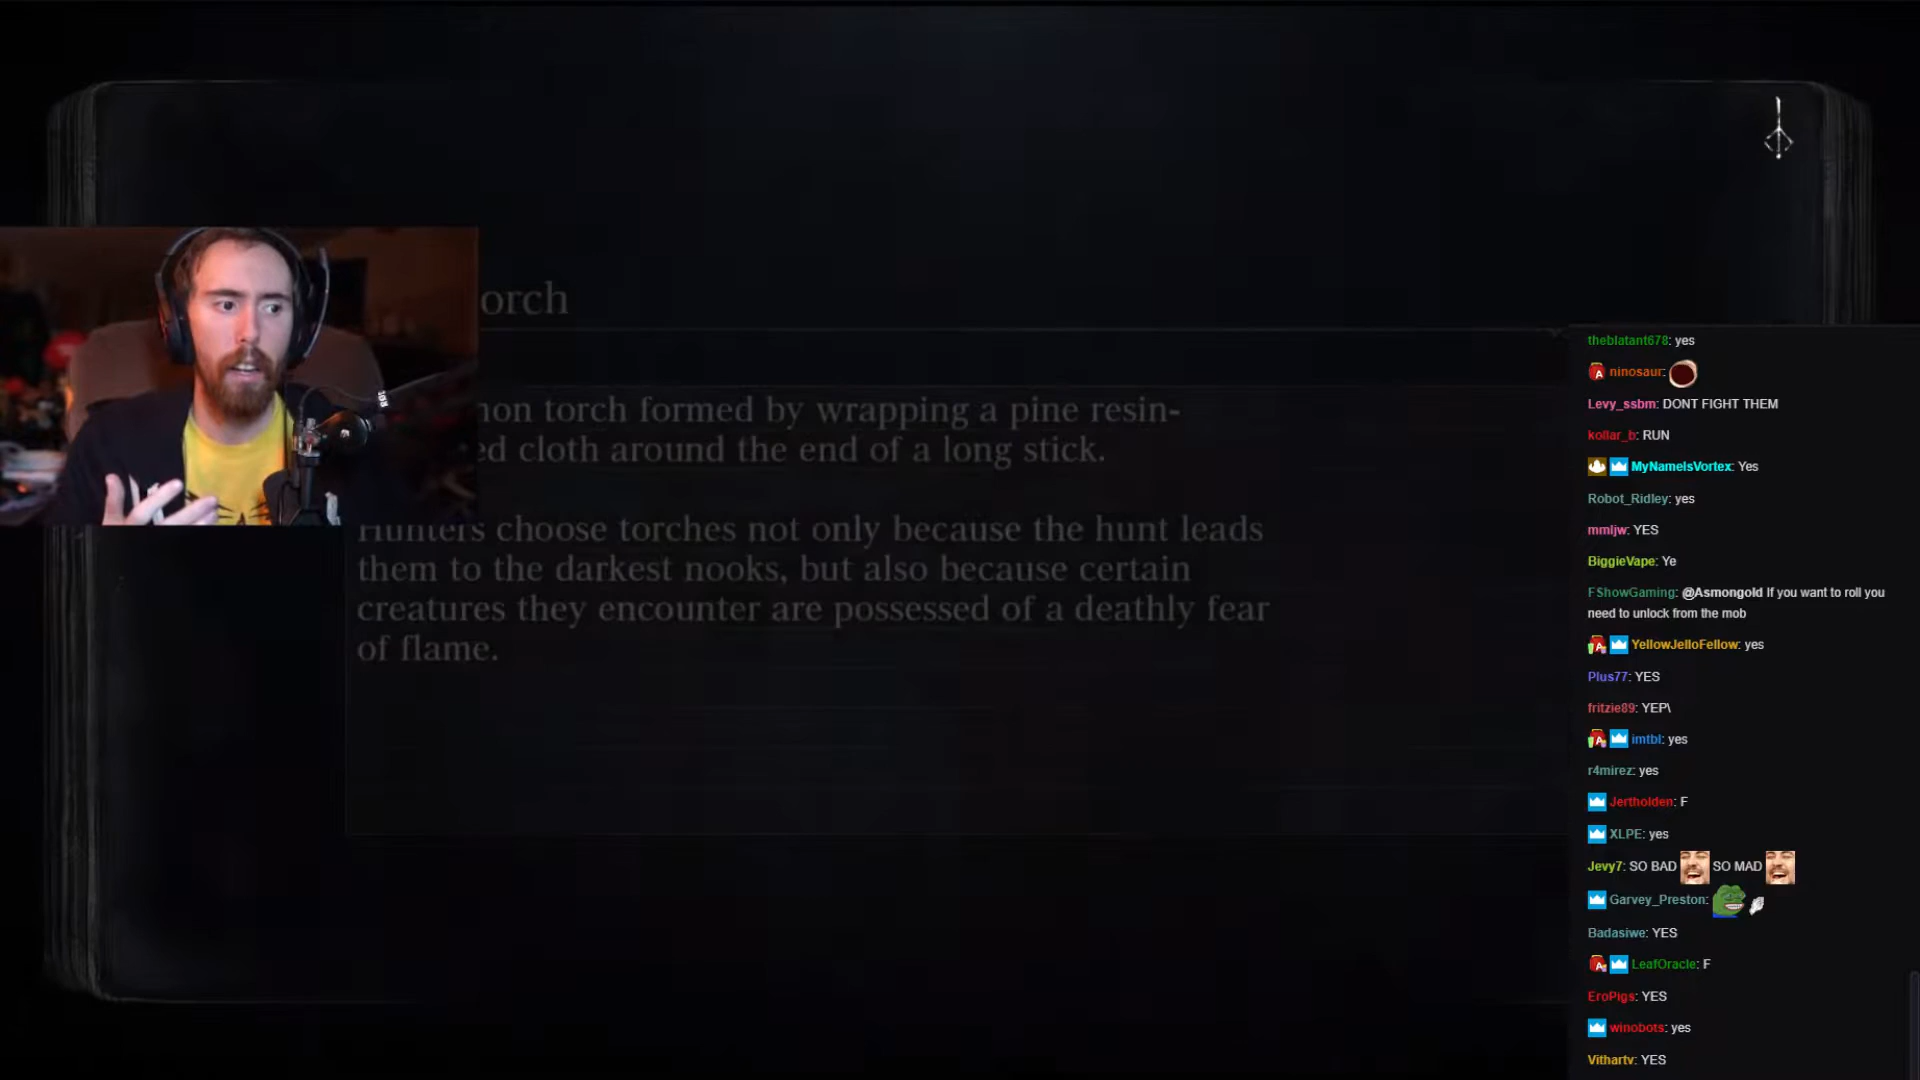 orch
non torch formed by wrapping a pine resin-
ed cloth around the end of a long stick.
Hunters choose torches not only because the hunt leads
them to the darkest nooks, but also because certain
creatures they encounter are possessed of a deathly fear
of flame.
theblatant678: yes
ninosaur:
Levy_ssbm: DONT FIGHT THEM
kollar_b: RUN
MyNameIsVortex: Yes
Robot_Ridley: yes
mmljw: YES
BiggieVape: Ye
FShowGaming: @Asmongold If you want to roll you
need to unlock from the mob
YellowJelloFellow: yes
Plus77: YES
fritzie89: YEP\
imtbl: yes
r4mirez: yes
Jertholden: F
XLPE: yes
Jevy7: SO BAD SO MAD
Garvey_Preston:
Badasiwe: YES
LeafOracle: F
EroPigs: YES
winobots: yes
Vithartv: YES